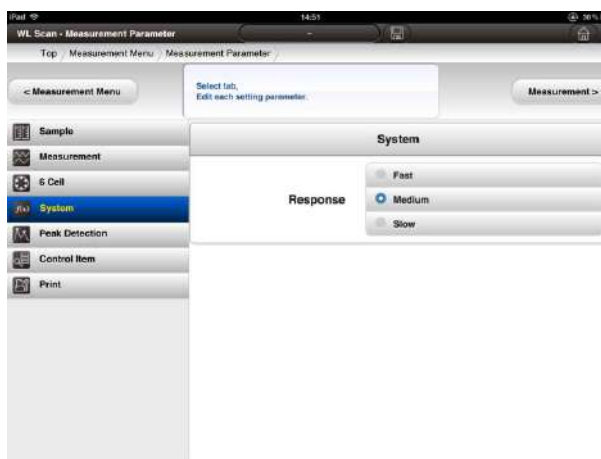 iPad 14:51 30%
WL Scan - Measurement Parameter -
Top / Measurement Menu / Measurement Parameter /
< Measurement Menu
Select tab,
Edit each setting parameter.
Measurement >
Sample
Measurement
6 Cell
f(x) System
Peak Detection
Control Item
Print
System
Response
Fast
Medium
Slow